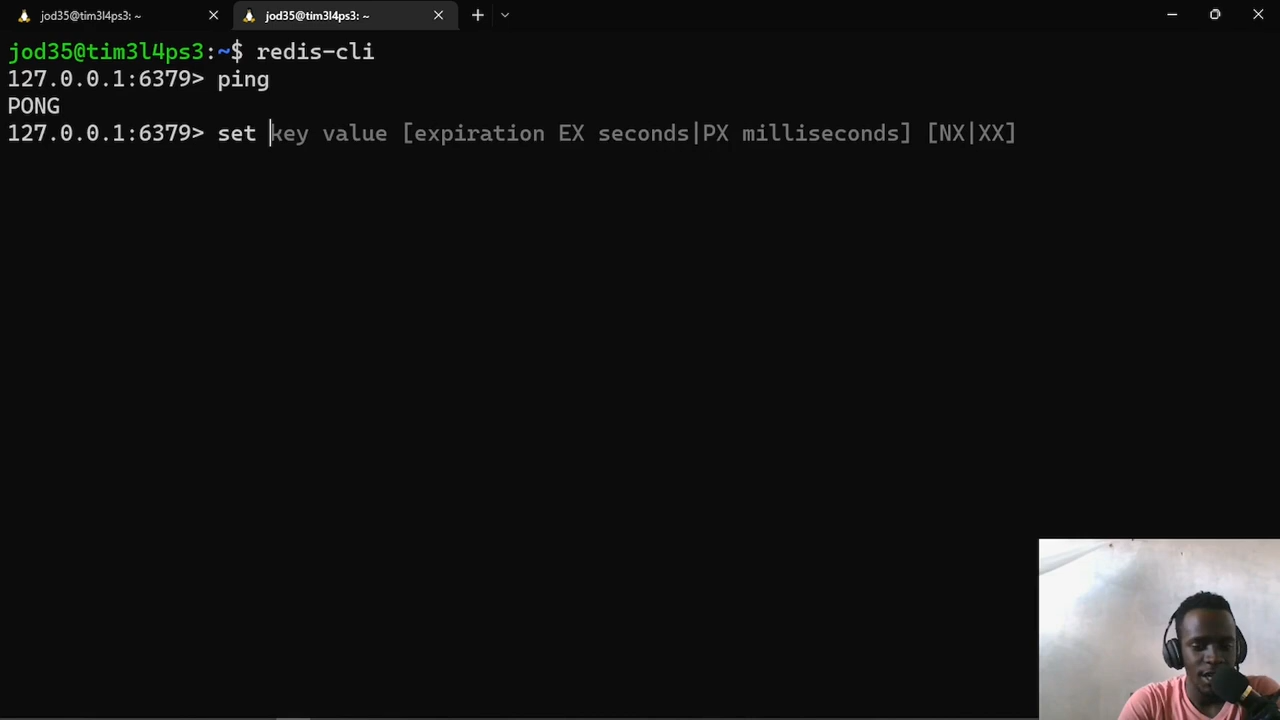 jod35@tim3l4ps3: ~
jod35@tim3l4ps3: ~
jod35@tim3l4ps3:~$ redis-cli
127.0.0.1:6379> ping
PONG
127.0.0.1:6379> set key value [expiration EX seconds|PX milliseconds] [NX|XX]